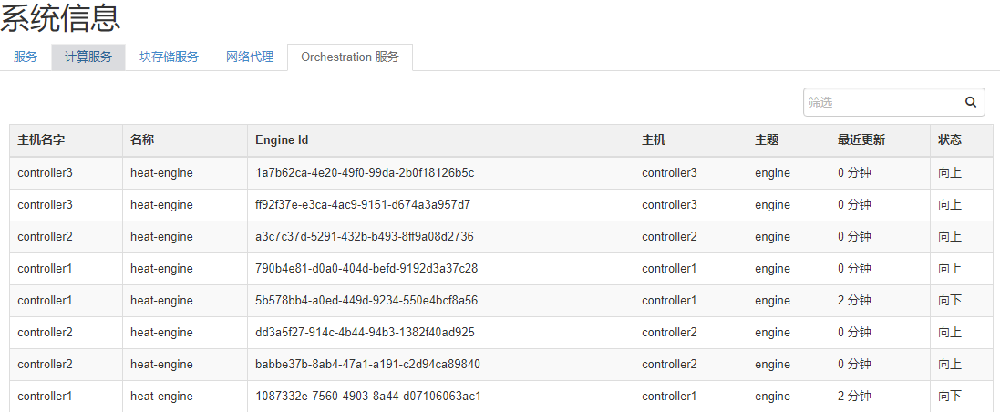 系统信息
服务 计算服务 块存储服务 网络代理 Orchestration 服务
筛选
主机名字 名称 Engine Id 主机 主题 最近更新 状态
controller3 heat-engine 1a7b62ca-4e20-49f0-99da-2b0f18126b5c controller3 engine 0 分钟 向上
controller3 heat-engine ff92f37e-e3ca-4ac9-9151-d674a3a957d7 controller3 engine 0 分钟 向上
controller2 heat-engine a3c7c37d-5291-432b-b493-8ff9a08d2736 controller2 engine 0 分钟 向上
controller1 heat-engine 790b4e81-d0a0-404d-befd-9192d3a37c28 controller1 engine 0 分钟 向上
controller1 heat-engine 5b578bb4-a0ed-449d-9234-550e4bcf8a56 controller1 engine 2 分钟 向下
controller2 heat-engine dd3a5f27-914c-4b44-94b3-1382f40ad925 controller2 engine 0 分钟 向上
controller2 heat-engine babbe37b-8ab4-47a1-a191-c2d94ca89840 controller2 engine 0 分钟 向上
controller1 heat-engine 1087332e-7560-4903-8a44-d07106063ac1 controller1 engine 2 分钟 向下